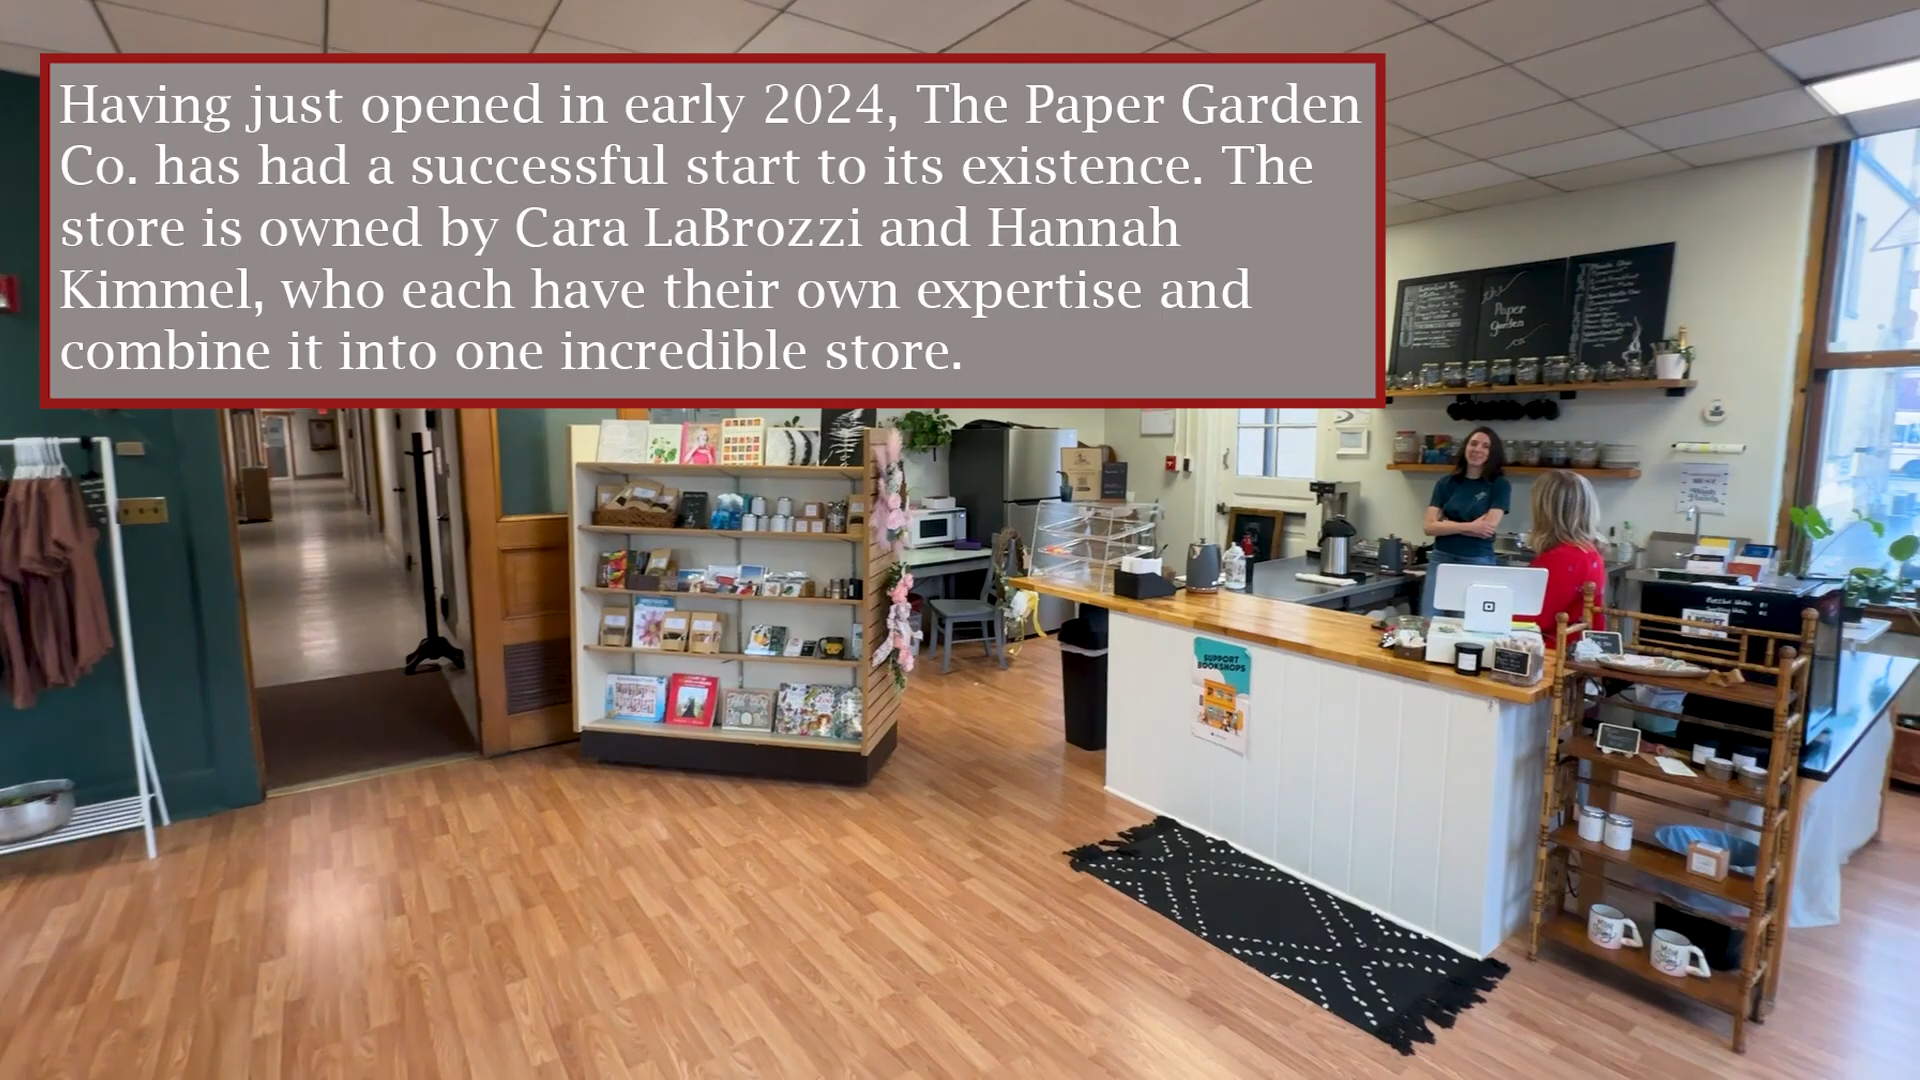 Having just opened in early 2024, The Paper Garden
Co. has had a successful start to its existence. The
store is owned by Cara LaBrozzi and Hannah
Kimmel, who each have their own expertise and
combine it into one incredible store.
the
Paper
Garden
SUPPORT
BOOKSHOPS